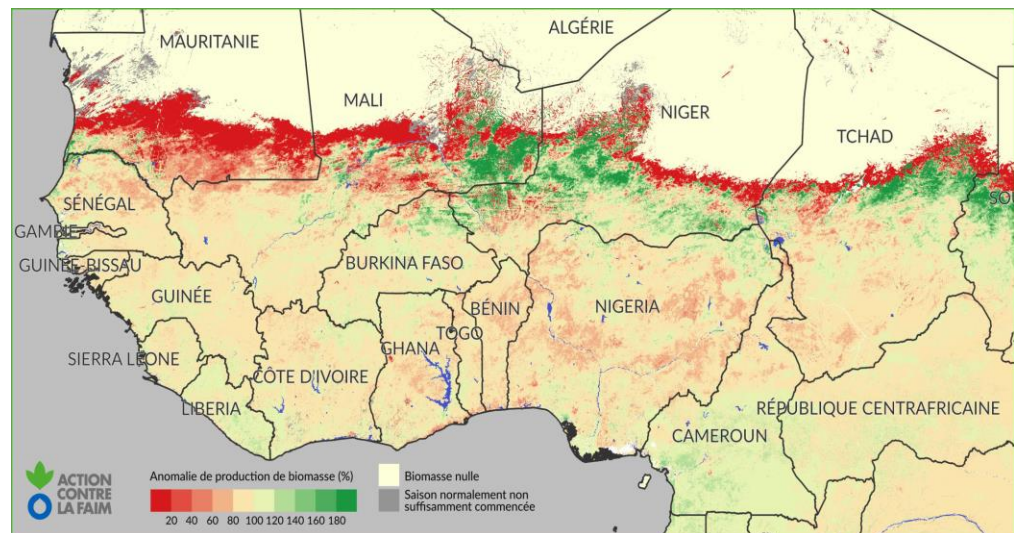 ALGÉRIE
MAURITANIE
MALI
NIGER
TCHAD
SOU
SÉNÉGAL
GAMBIE
GUINÉE-BISSAU
BURKINA FASO
GUINÉE
BÉNIN
NIGERIA
TOGO
GHANA
SIERRA LEONE
CÔTE D'IVOIRE
LIBERIA
RÉPUBLIQUE CENTRAFRICAINE
CAMEROUN
ACTION
CONTRE
LA FAIM
Anomalie de production de biomasse (%)
20 40 60 80 100 120 140 160 180
Biomasse nulle
Saison normalement non
suffisamment commencée